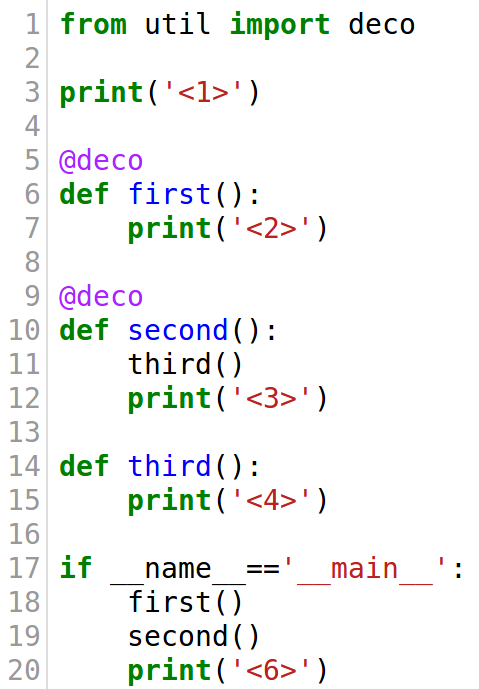 1 from util import deco
2
3 print('<1>')
4
5 @deco
6 def first():
7     print('<2>')
8
9 @deco
10 def second():
11     third()
12     print('<3>')
13
14 def third():
15     print('<4>')
16
17 if __name__=='__main__':
18     first()
19     second()
20     print('<6>')